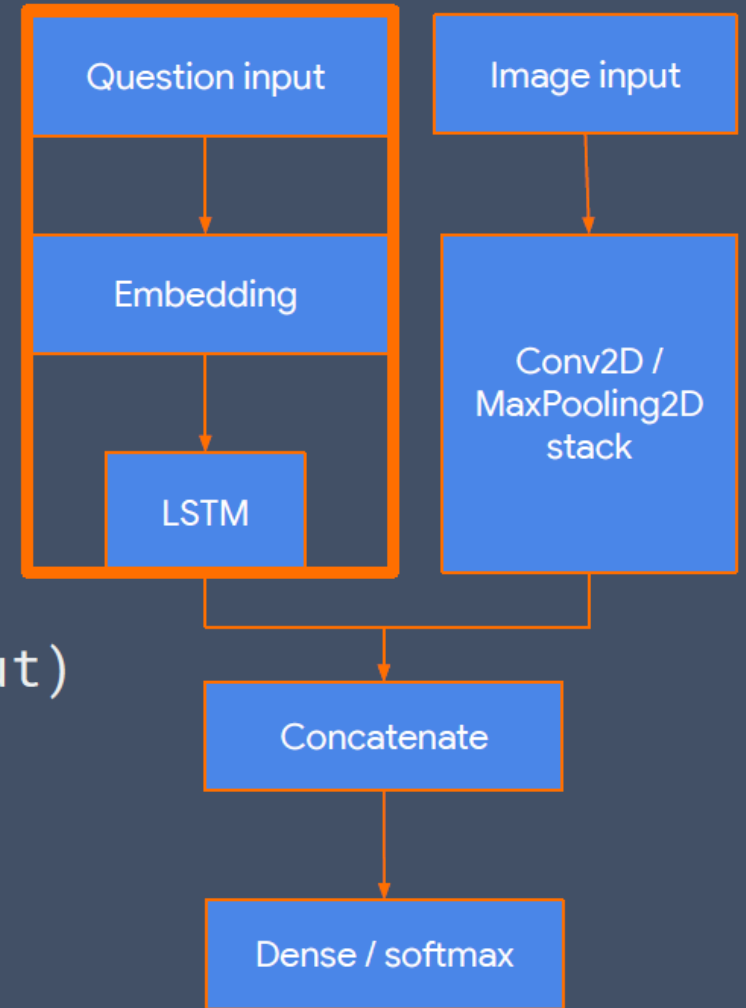 Question input
Image input
Embedding
Conv2D /
MaxPooling2D
stack
LSTM
ut)
Concatenate
Dense / softmax